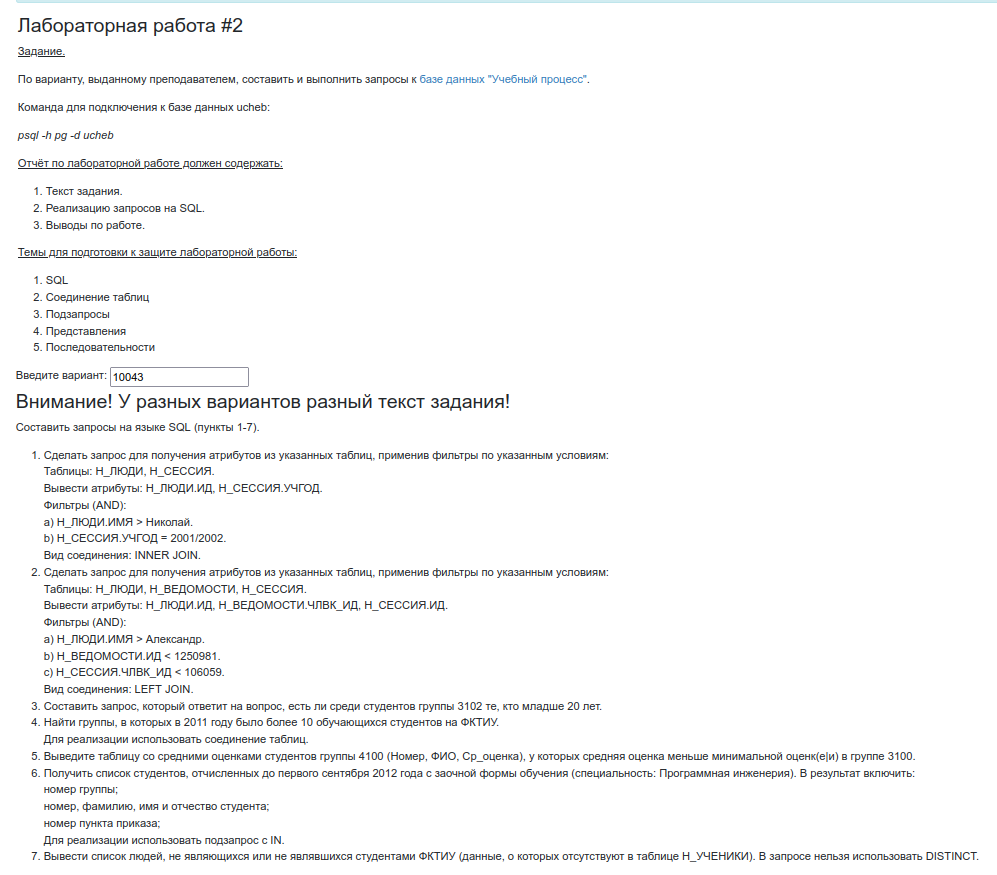 Лабораторная работа #2
Задание.
По варианту, выданному преподавателем, составить и выполнить запросы к базе данных "Учебный процесс".
Команда для подключения к базе данных ucheb:
psql -h pg -d ucheb
Отчёт по лабораторной работе должен содержать:
1. Текст задания.
2. Реализацию запросов на SQL.
3. Выводы по работе.
Темы для подготовки к защите лабораторной работы:
1. SQL
2. Соединение таблиц
3. Подзапросы
4. Представления
5. Последовательности
Введите вариант: 10043
Внимание! У разных вариантов разный текст задания!
Составить запросы на языке SQL (пункты 1-7).
1. Сделать запрос для получения атрибутов из указанных таблиц, применив фильтры по указанным условиям:
Таблицы: Н_ЛЮДИ, Н_СЕССИЯ.
Вывести атрибуты: Н_ЛЮДИ.ИД, Н_СЕССИЯ.УЧГОД.
Фильтры (AND):
a) Н_ЛЮДИ.ИМЯ > Николай.
b) Н_СЕССИЯ.УЧГОД = 2001/2002.
Вид соединения: INNER JOIN.
2. Сделать запрос для получения атрибутов из указанных таблиц, применив фильтры по указанным условиям:
Таблицы: Н_ЛЮДИ, Н_ВЕДОМОСТИ, Н_СЕССИЯ.
Вывести атрибуты: Н_ЛЮДИ.ИД, Н_ВЕДОМОСТИ.ЧЛВК_ИД, Н_СЕССИЯ.ИД.
Фильтры (AND):
a) Н_ЛЮДИ.ИМЯ > Александр.
b) Н_ВЕДОМОСТИ.ИД < 1250981.
c) Н_СЕССИЯ.ЧЛВК_ИД < 106059.
Вид соединения: LEFT JOIN.
3. Составить запрос, который ответит на вопрос, есть ли среди студентов группы 3102 те, кто младше 20 лет.
4. Найти группы, в которых в 2011 году было более 10 обучающихся студентов на ФКТИУ.
Для реализации использовать соединение таблиц.
5. Выведите таблицу со средними оценками студентов группы 4100 (Номер, ФИО, Ср_оценка), у которых средняя оценка меньше минимальной оценк(е|и) в группе 3100.
6. Получить список студентов, отчисленных до первого сентября 2012 года с заочной формы обучения (специальность: Программная инженерия). В результат включить:
номер группы;
номер, фамилию, имя и отчество студента;
номер пункта приказа;
Для реализации использовать подзапрос с IN.
7. Вывести список людей, не являющихся или не являвшихся студентами ФКТИУ (данные, о которых отсутствуют в таблице Н_УЧЕНИКИ). В запросе нельзя использовать DISTINCT.